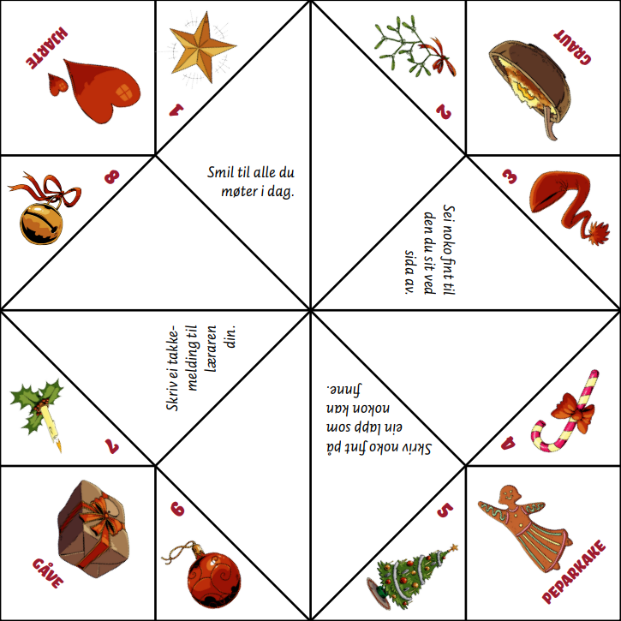 HJARTE
1
2
GRAUT
8
3
Smil til alle du
møter i dag.
Sei noko fint til
den du sit ved
sida av.
Skriv ei takke-
melding til
læraren
din.
Skriv noko fint på
ein lapp som
nokon kan
finne.
7
4
GÅVE
6
5
PEPARKAKE